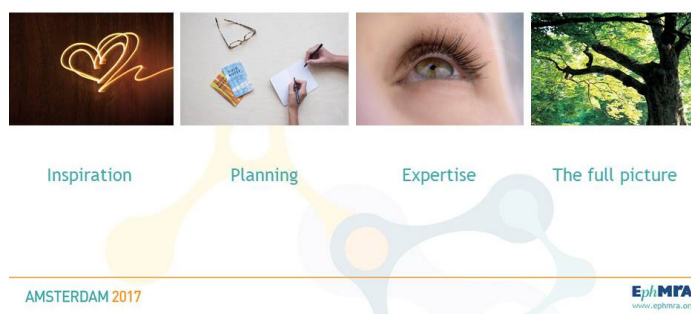 Inspiration
Planning
Expertise
The full picture
AMSTERDAM 2017
EphMRA